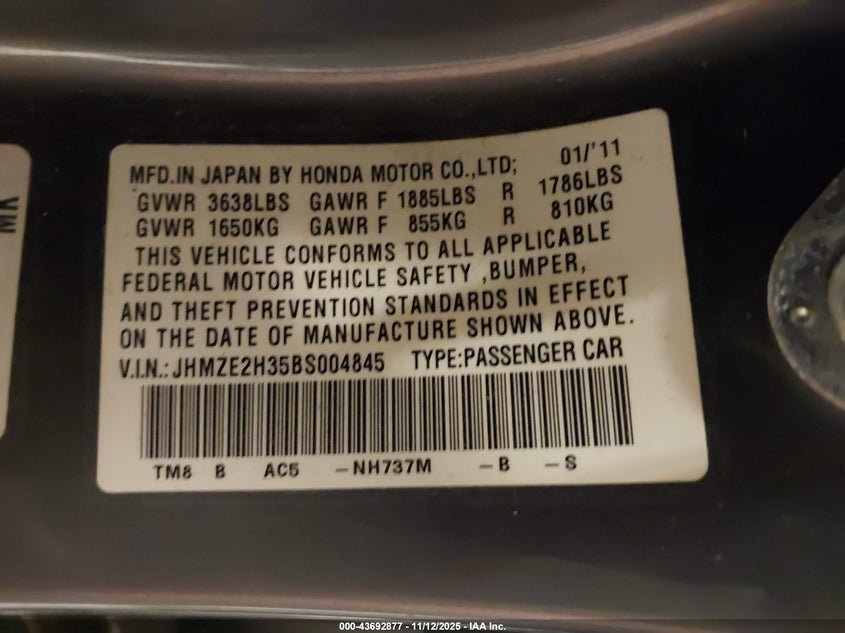 MFD.IN JAPAN BY HONDA MOTOR CO.,LTD; 01/'11
GVWR 3638LBS GAWR F 1885LBS R 1786LBS
GVWR 1650KG GAWR F 855KG R 810KG
THIS VEHICLE CONFORMS TO ALL APPLICABLE
FEDERAL MOTOR VEHICLE SAFETY ,BUMPER,
AND THEFT PREVENTION STANDARDS IN EFFECT
ON THE DATE OF MANUFACTURE SHOWN ABOVE.
V.I.N.:JHMZE2H35BS004845 TYPE:PASSENGER CAR
TM8 B AC5 -NH737M -B -S
MK
000-43692877 - 11/12/2025 - IAA Inc.